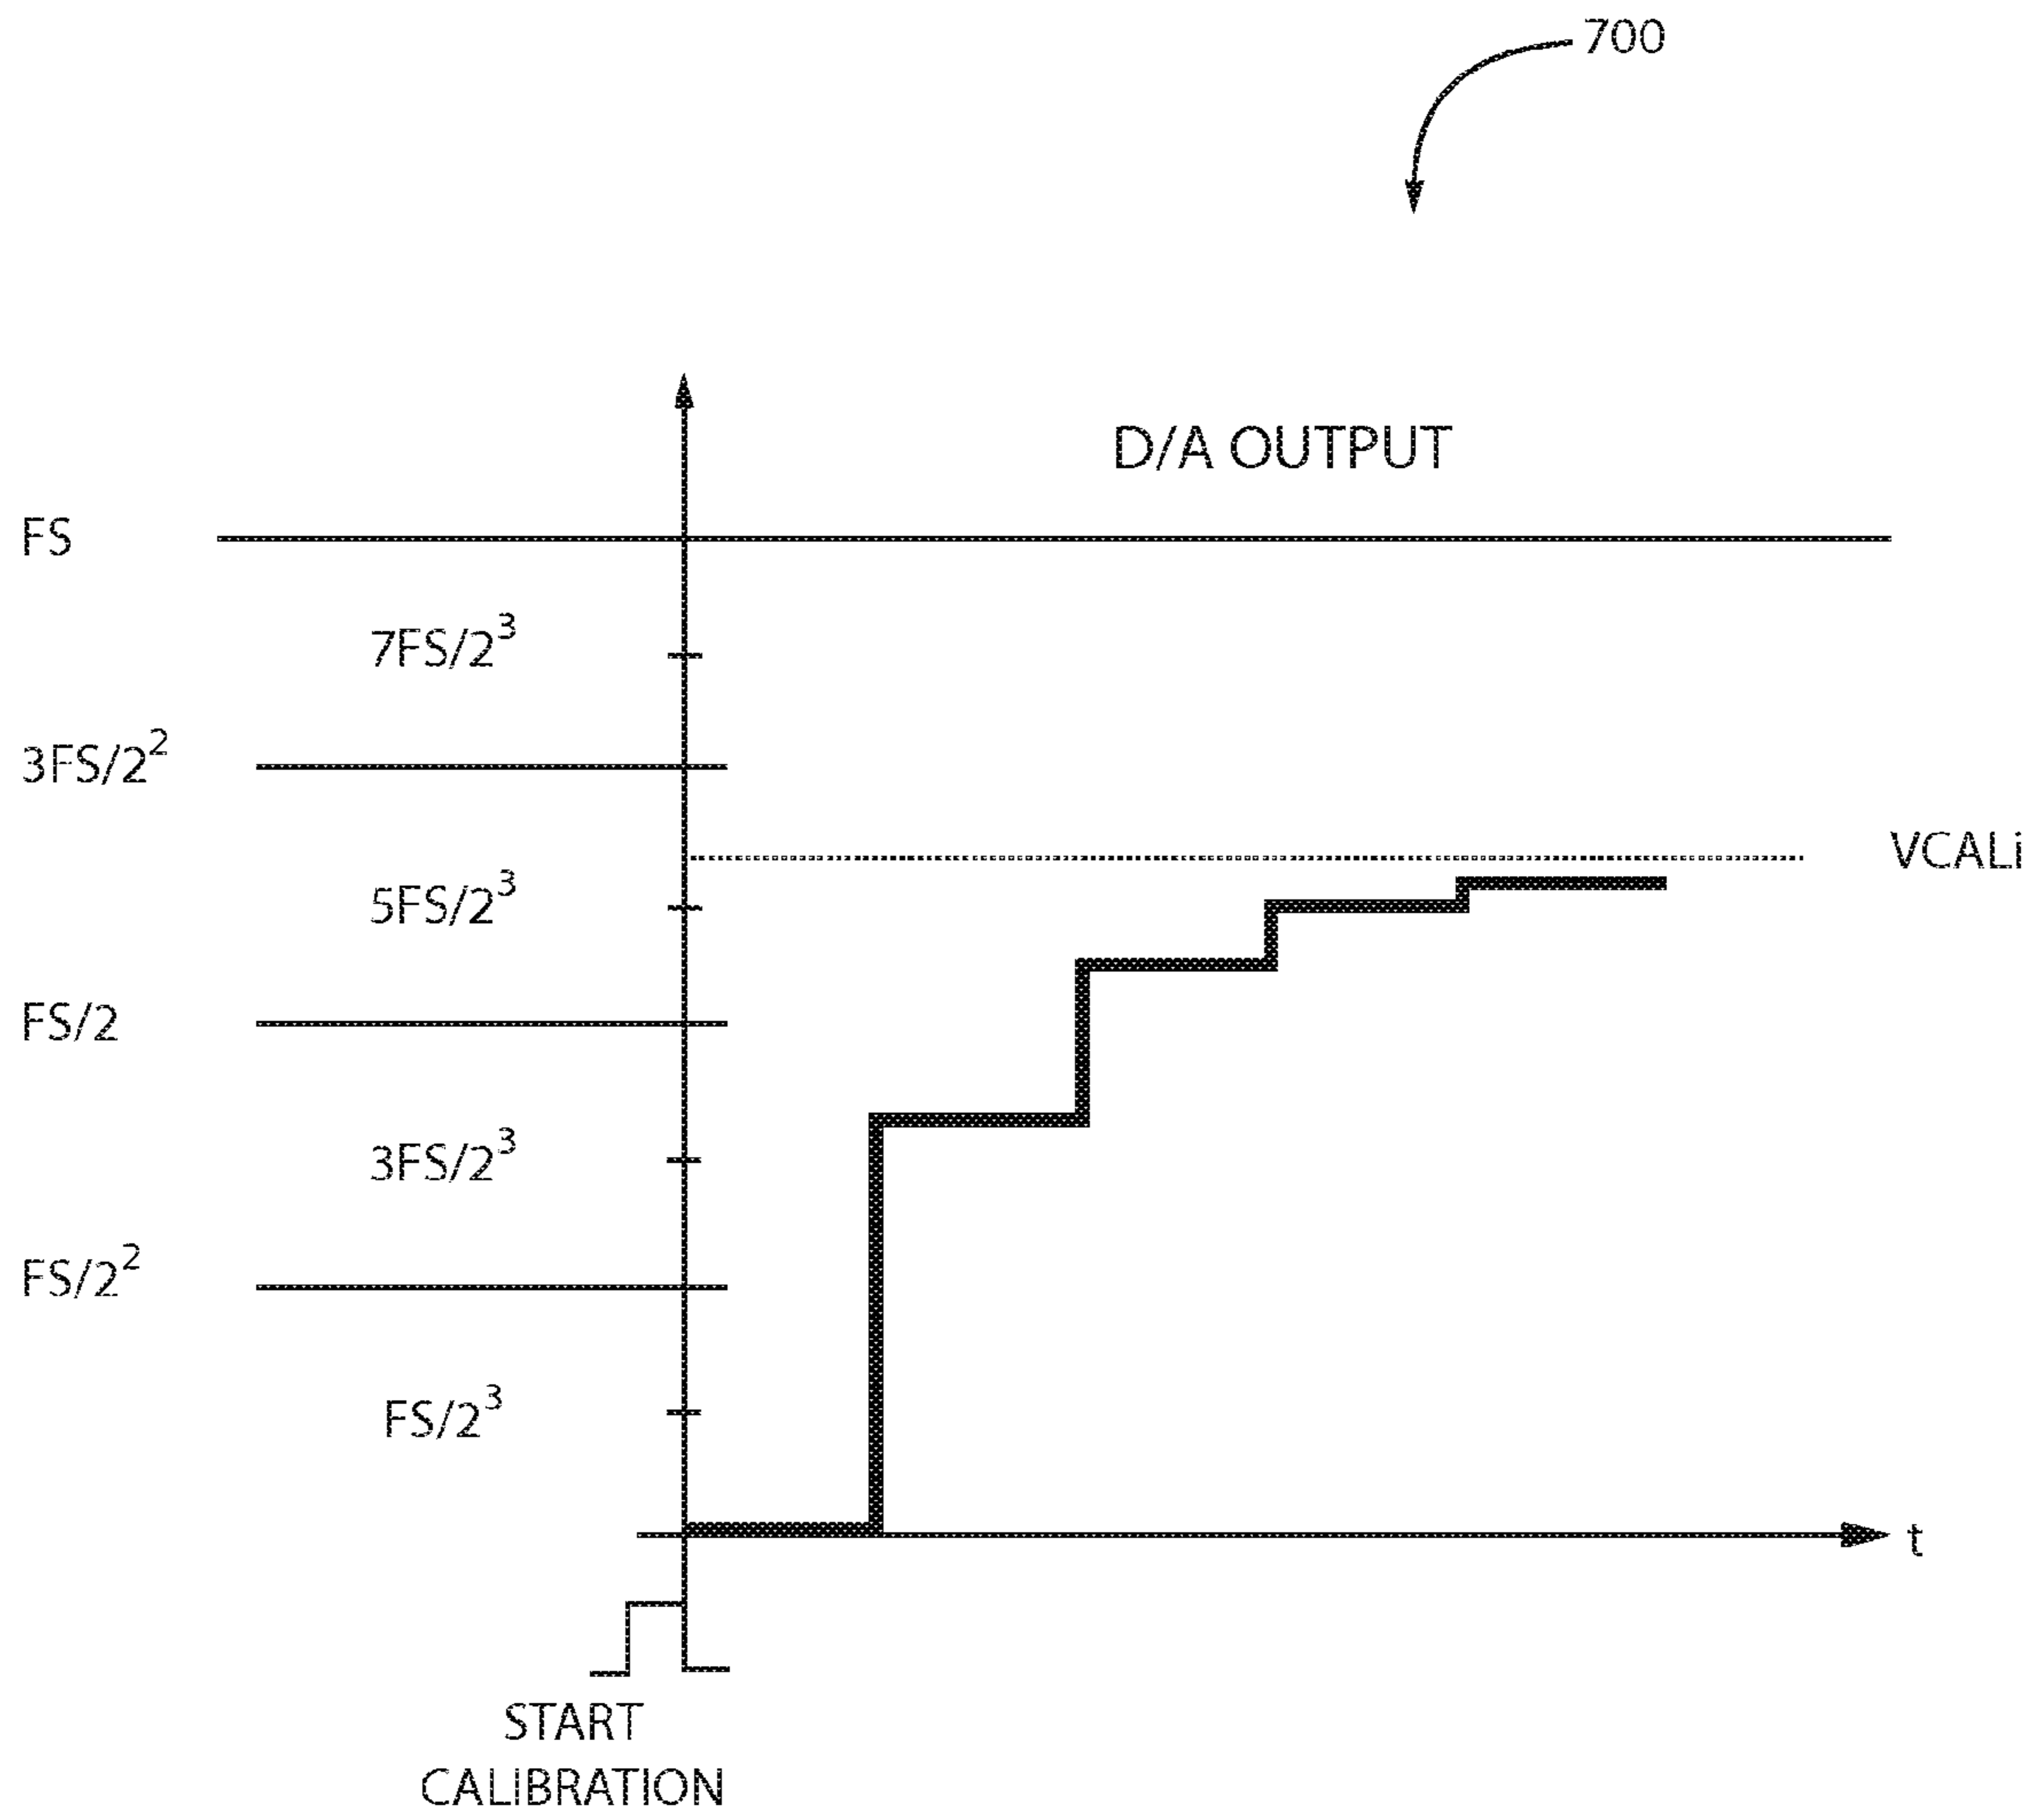 700
D/A OUTPUT
FS
7FS/2³
3FS/2²
VCALi
5FS/2³
FS/2
3FS/2³
FS/2²
FS/2³
t
START
CALIBRATION